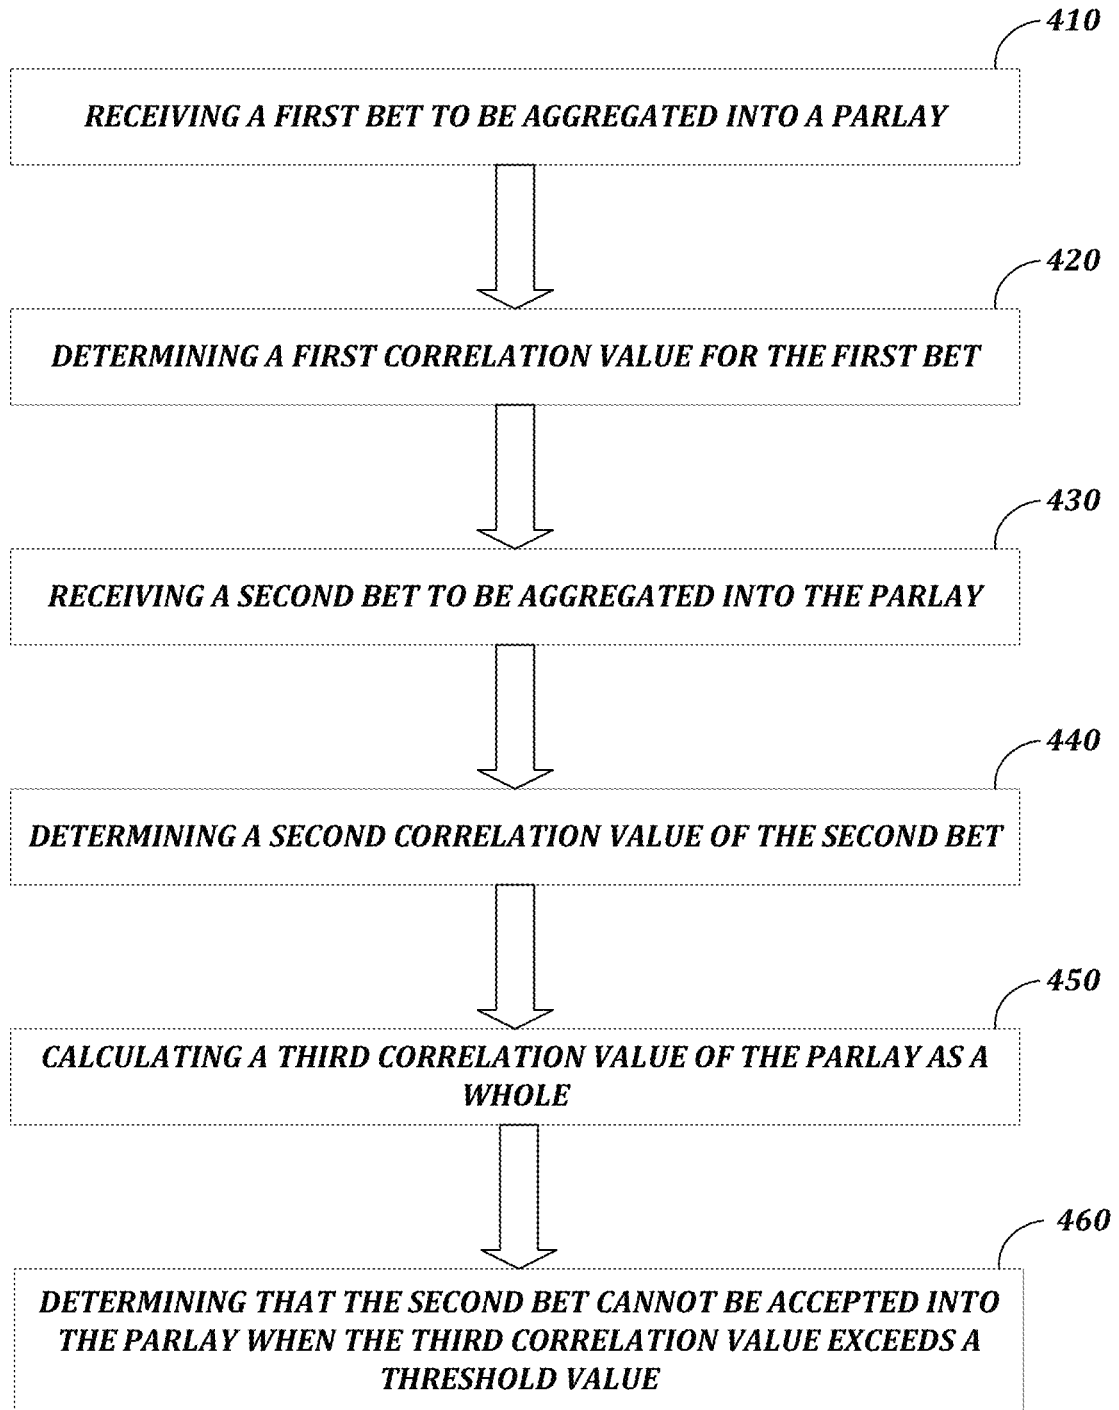 410
RECEIVING A FIRST BET TO BE AGGREGATED INTO A PARLAY
420
DETERMINING A FIRST CORRELATION VALUE FOR THE FIRST BET
430
RECEIVING A SECOND BET TO BE AGGREGATED INTO THE PARLAY
440
DETERMINING A SECOND CORRELATION VALUE OF THE SECOND BET
450
CALCULATING A THIRD CORRELATION VALUE OF THE PARLAY AS A
WHOLE
460
DETERMINING THAT THE SECOND BET CANNOT BE ACCEPTED INTO
THE PARLAY WHEN THE THIRD CORRELATION VALUE EXCEEDS A
THRESHOLD VALUE